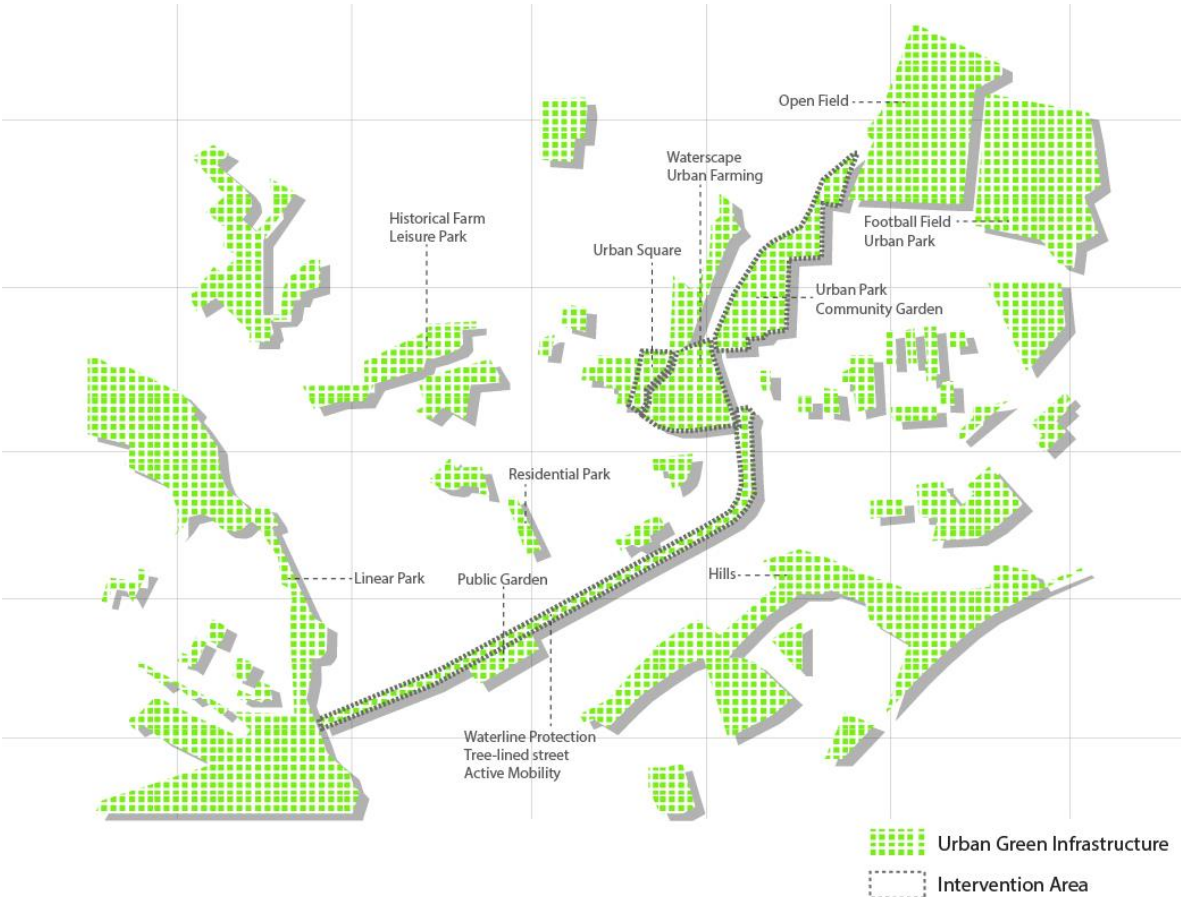 Open Field
Waterscape
Urban Farming
Historical Farm
Leisure Park
Urban Square
Football Field
Urban Park
Urban Park
Community Garden
Residential Park
Linear Park
Public Garden
Hills
Waterline Protection
Tree-lined street
Active Mobility
Urban Green Infrastructure
Intervention Area